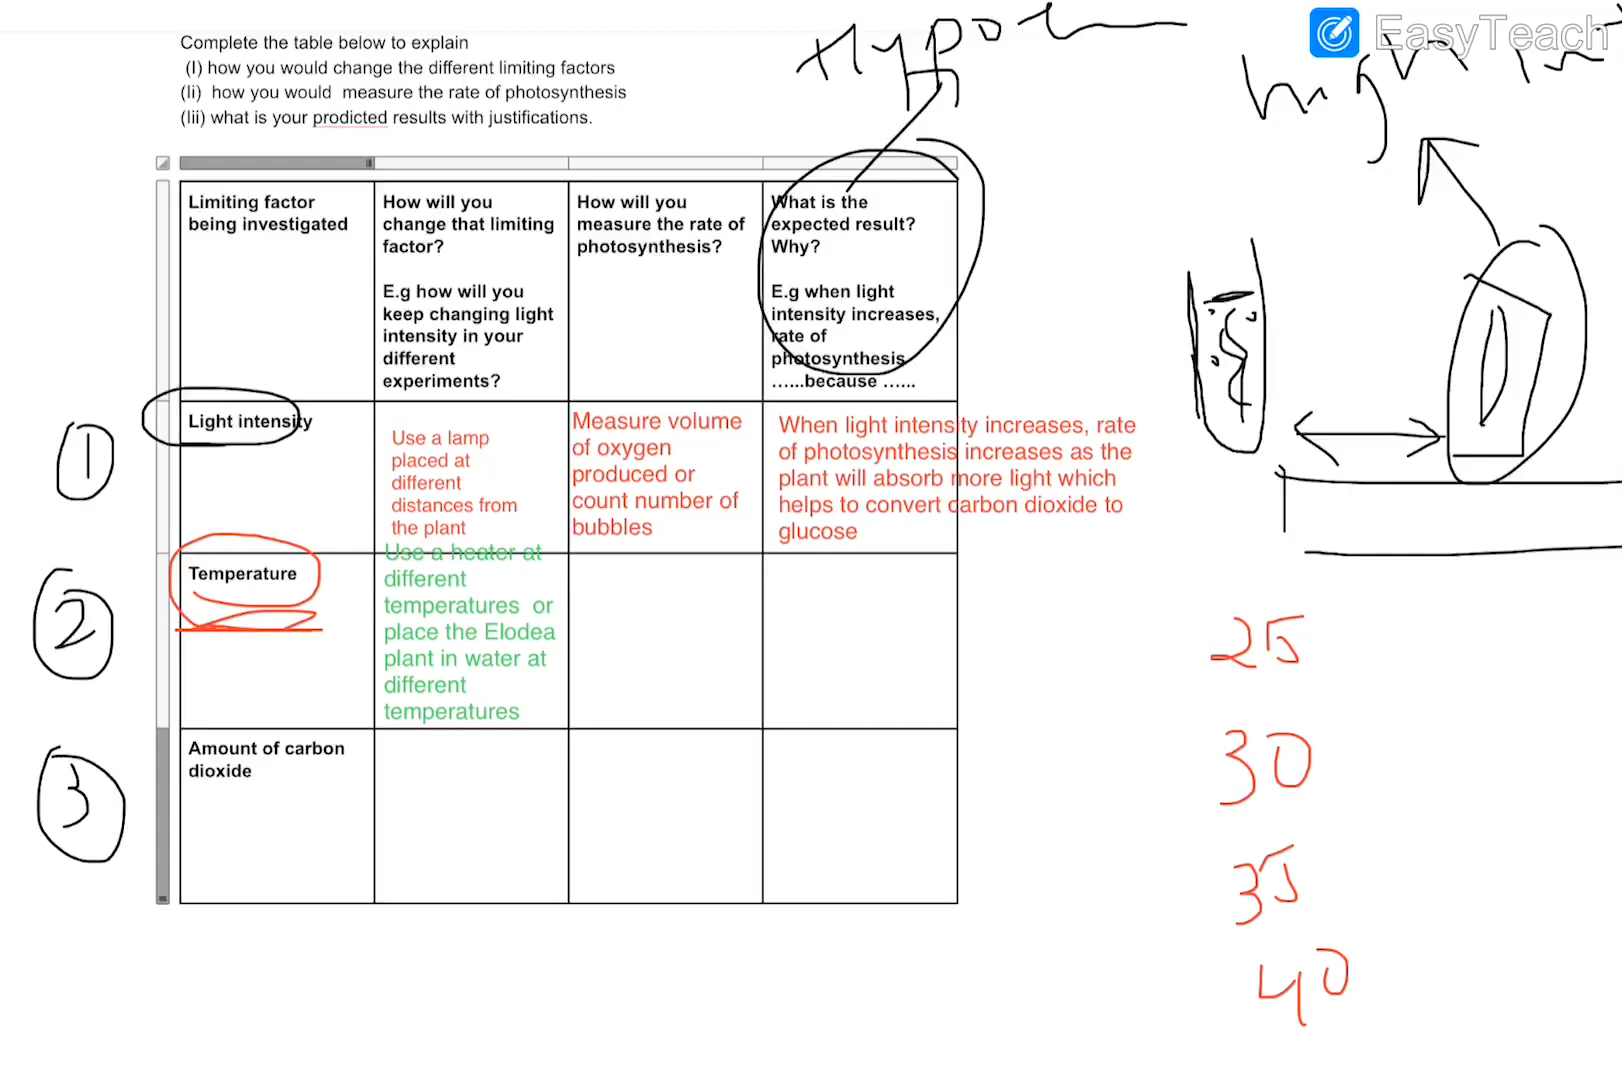 Complete the table below to explain
(I) how you would change the different limiting factors
(Ii) how you would measure the rate of photosynthesis
(Iii) what is your prodicted results with justifications.
EasyTeach
Limiting factor
being investigated
How will you
change that limiting
factor?
E.g how will you
keep changing light
intensity in your
different
experiments?
How will you
measure the rate of
photosynthesis?
What is the
expected result?
Why?
E.g when light
intensity increases,
rate of
photosynthesis
......because ......
1
Light intensity
Use a lamp
placed at
different
distances from
the plant
Measure volume
of oxygen
produced or
count number of
bubbles
When light intensity increases, rate
of photosynthesis increases as the
plant will absorb more light which
helps to convert carbon dioxide to
glucose
2
Temperature
Use a heater at
different
temperatures or
place the Elodea
plant in water at
different
temperatures
3
Amount of carbon
dioxide
25
30
35
40